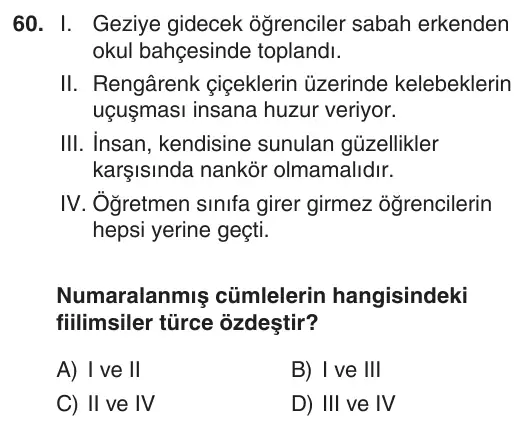 60. I. Geziye gidecek öğrenciler sabah erkenden
okul bahçesinde toplandı.
II. Rengârenk çiçeklerin üzerinde kelebeklerin
uçuşması insana huzur veriyor.
III. İnsan, kendisine sunulan güzellikler
karşısında nankör olmamalıdır.
IV. Öğretmen sınıfa girer girmez öğrencilerin
hepsi yerine geçti.
Numaralanmış cümlelerin hangisindeki
fiilimsiler türce özdeştir?
A) I ve II B) I ve III
C) II ve IV D) III ve IV